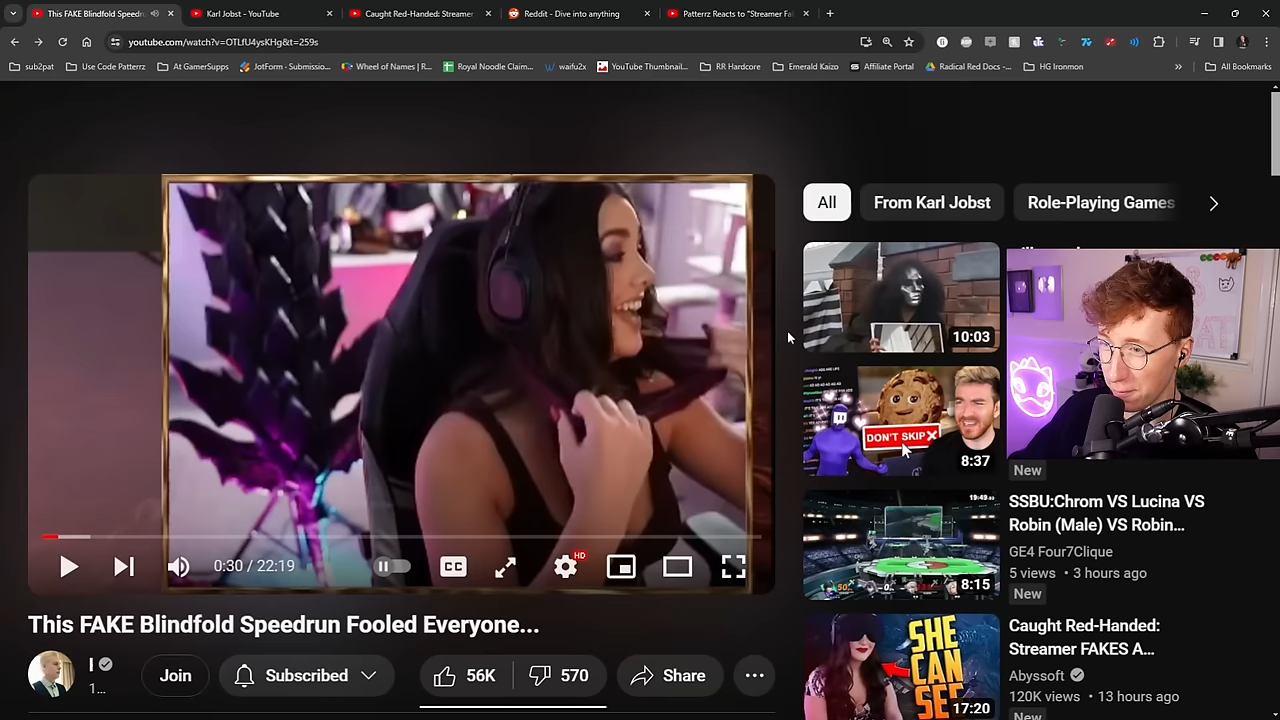 This FAKE Blindfold Speedru
Karl Jobst - YouTube
Caught Red-Handed: Streamer
Reddit - Dive into anything
Patterrz Reacts to "Streamer Fa
youtube.com/watch?v=OTLfU4ysKHg&t=259s
sub2pat
Use Code Patterrz
At GamerSupps
JotForm - Submissio...
Wheel of Names | R...
Royal Noodle Claim...
waifu2x
YouTube Thumbnail...
RR Hardcore
Emerald Kaizo
Affiliate Portal
Radical Red Docs -...
HG Ironmon
All Bookmarks
All
From Karl Jobst
Role-Playing Games
10:03
DON'T SKIP
8:37
New
SSBU:Chrom VS Lucina VS
Robin (Male) VS Robin...
GE4 Four7Clique
5 views • 3 hours ago
New
8:15
0:30 / 22:19
CC
HD
This FAKE Blindfold Speedrun Fooled Everyone...
I
1...
Join
Subscribed
56K
570
Share
SHE
CAN
SEE
17:20
Caught Red-Handed:
Streamer FAKES A...
Abyssoft
120K views • 13 hours ago
New